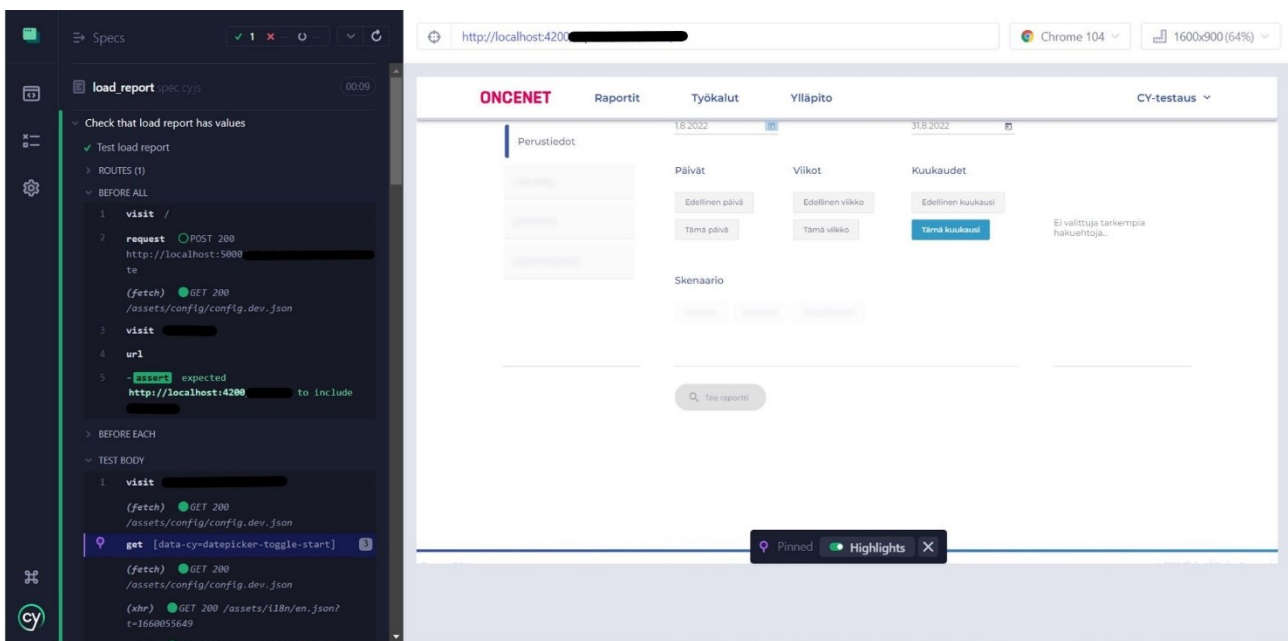 Specs
1
--
--
load_report.spec.cy.js
00:09
Check that load report has values
Test load report
ROUTES (1)
BEFORE ALL
1 visit /
2 request POST 200
http://localhost:5000
te
(fetch) GET 200
/assets/config/config.dev.json
3 visit
4 url
5 -assert expected
http://localhost:4200 to include
BEFORE EACH
TEST BODY
1 visit
(fetch) GET 200
/assets/config/config.dev.json
get [data-cy=datepicker-toggle-start] 3
(fetch) GET 200
/assets/config/config.dev.json
(xhr) GET 200 /assets/i18n/en.json?
t=1660055649
cy
http://localhost:4200
Chrome 104
1600x900 (64%)
ONCENET
Raportit
Työkalut
Ylläpito
CY-testaus
Perustiedot
1.8.2022
31.8.2022
Päivät
Viikot
Kuukaudet
Edellinen päivä
Edellinen viikko
Edellinen kuukausi
Tämä päivä
Tämä viikko
Tämä kuukausi
Ei valittuja tarkempia
hakuehtoja...
Skenaario
Tee raportti
Pinned
Highlights